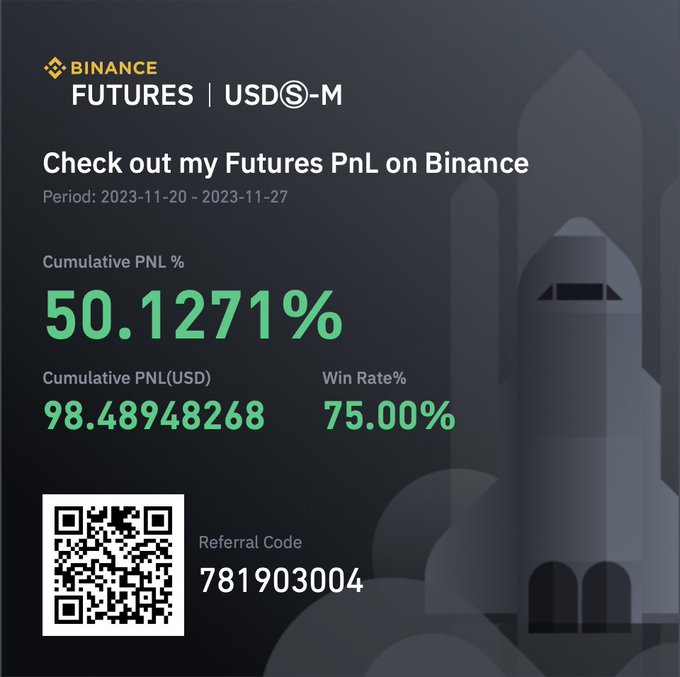 BINANCE
FUTURES | USDⓈ-M
Check out my Futures PnL on Binance
Period: 2023-11-20 - 2023-11-27
Cumulative PNL %
50.1271%
Cumulative PNL(USD) Win Rate%
98.48948268 75.00%
Referral Code
781903004